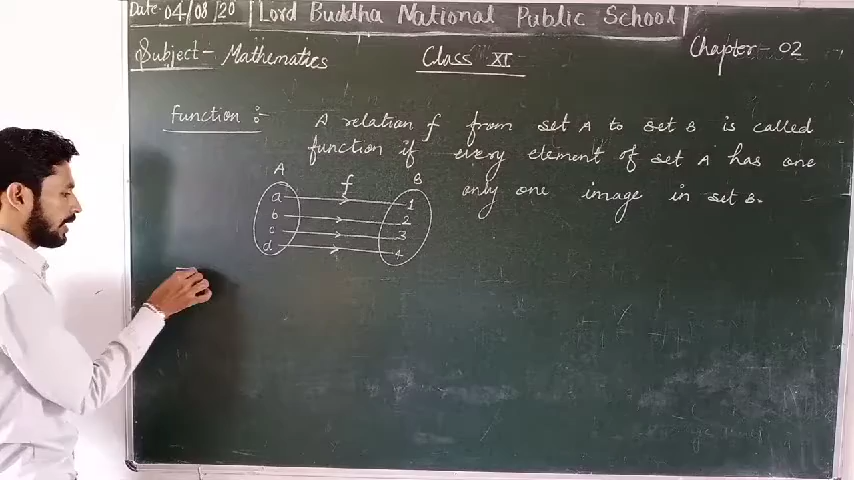 Date 04/08/20 Lord Buddha National Public School
Subject - Mathematics Class XI Chapter - 02
Function :- A relation f from set A to set B is called
function if every element of set A has one
only one image in set B.
A f B
a 1
b 2
c 3
d 4